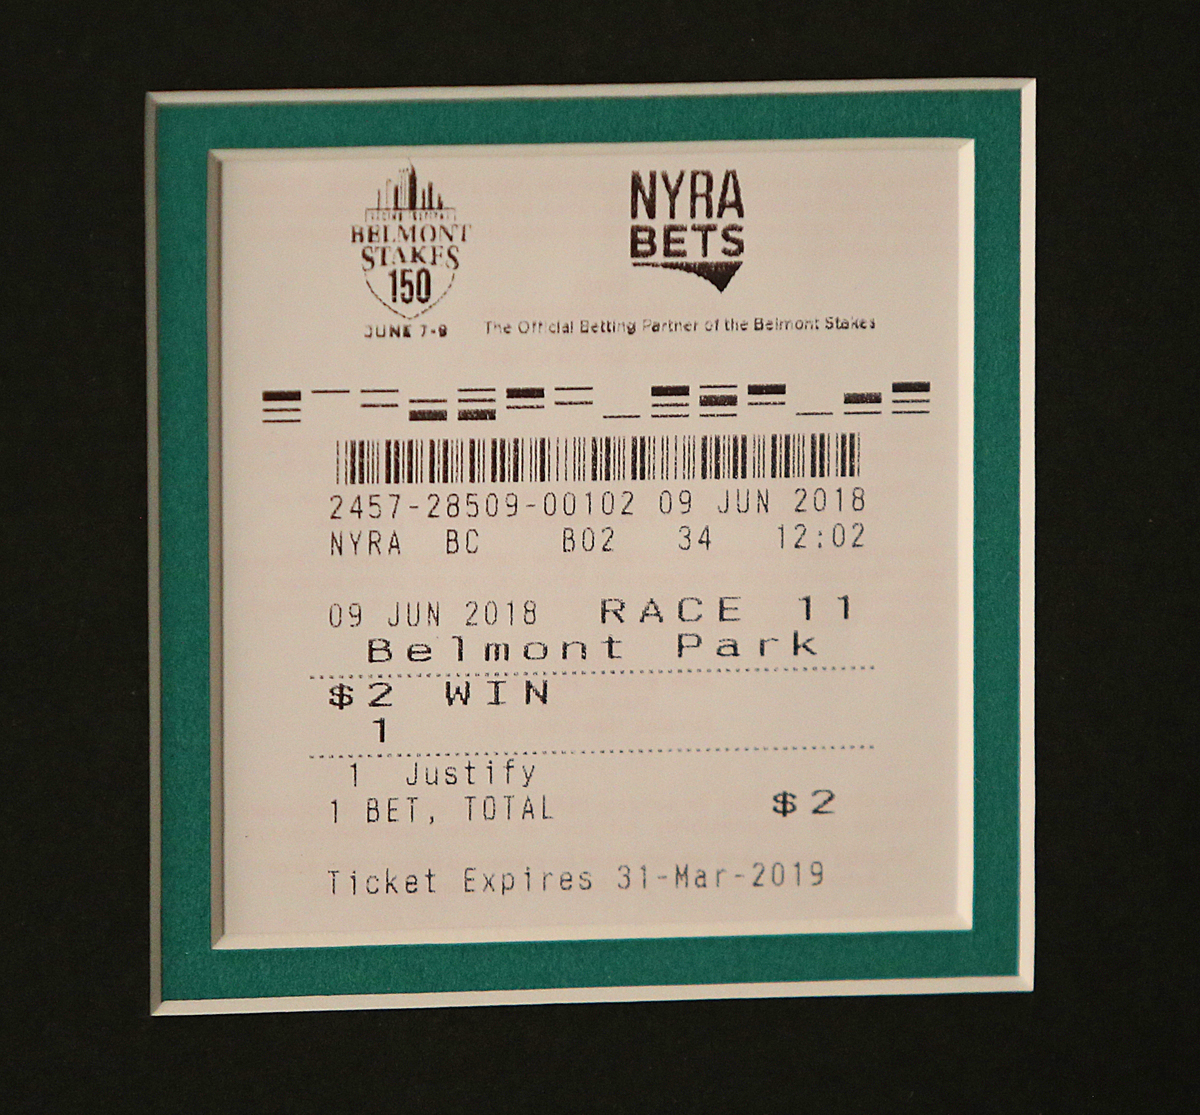 BELMONT
STAKES
150
JUNE 7-9
NYRA
BETS
The Official Betting Partner of the Belmont Stakes
2457-28509-00102 09 JUN 2018
NYRA BC B02 34 12:02
09 JUN 2018 RACE 11
Belmont Park
$2 WIN
1
1 Justify
1 BET, TOTAL $2
Ticket Expires 31-Mar-2019